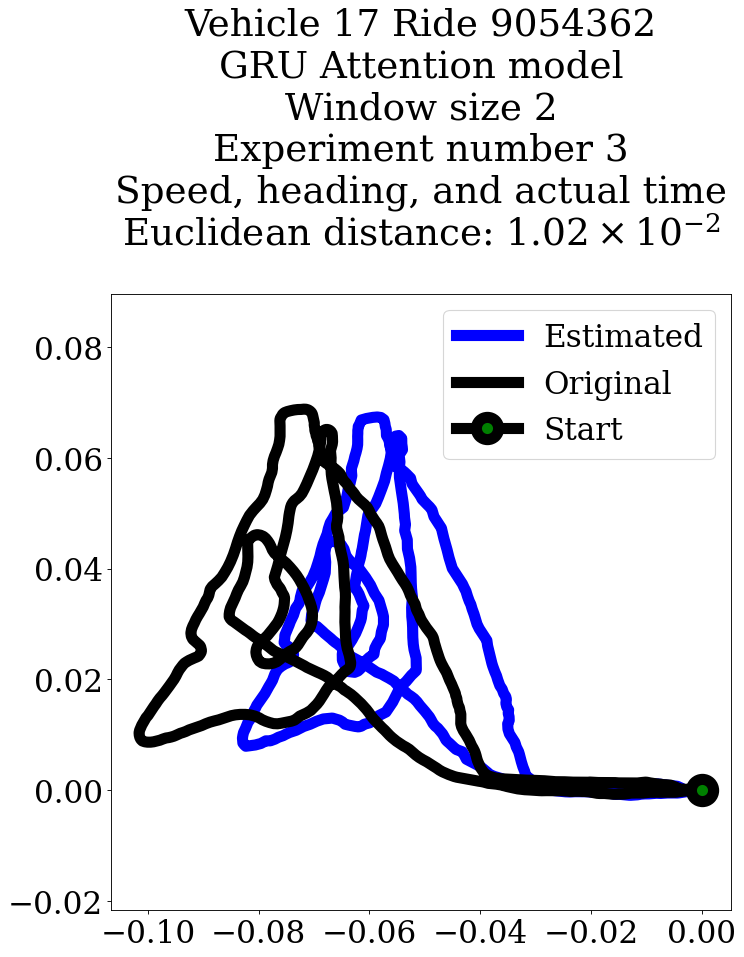 Vehicle 17 Ride 9054362
GRU Attention model
Window size 2
Experiment number 3
Speed, heading, and actual time
Euclidean distance: 1.02 × 10⁻²
Estimated
Original
Start
0.08
0.06
0.04
0.02
0.00
−0.02
−0.10 −0.08 −0.06 −0.04 −0.02 0.00